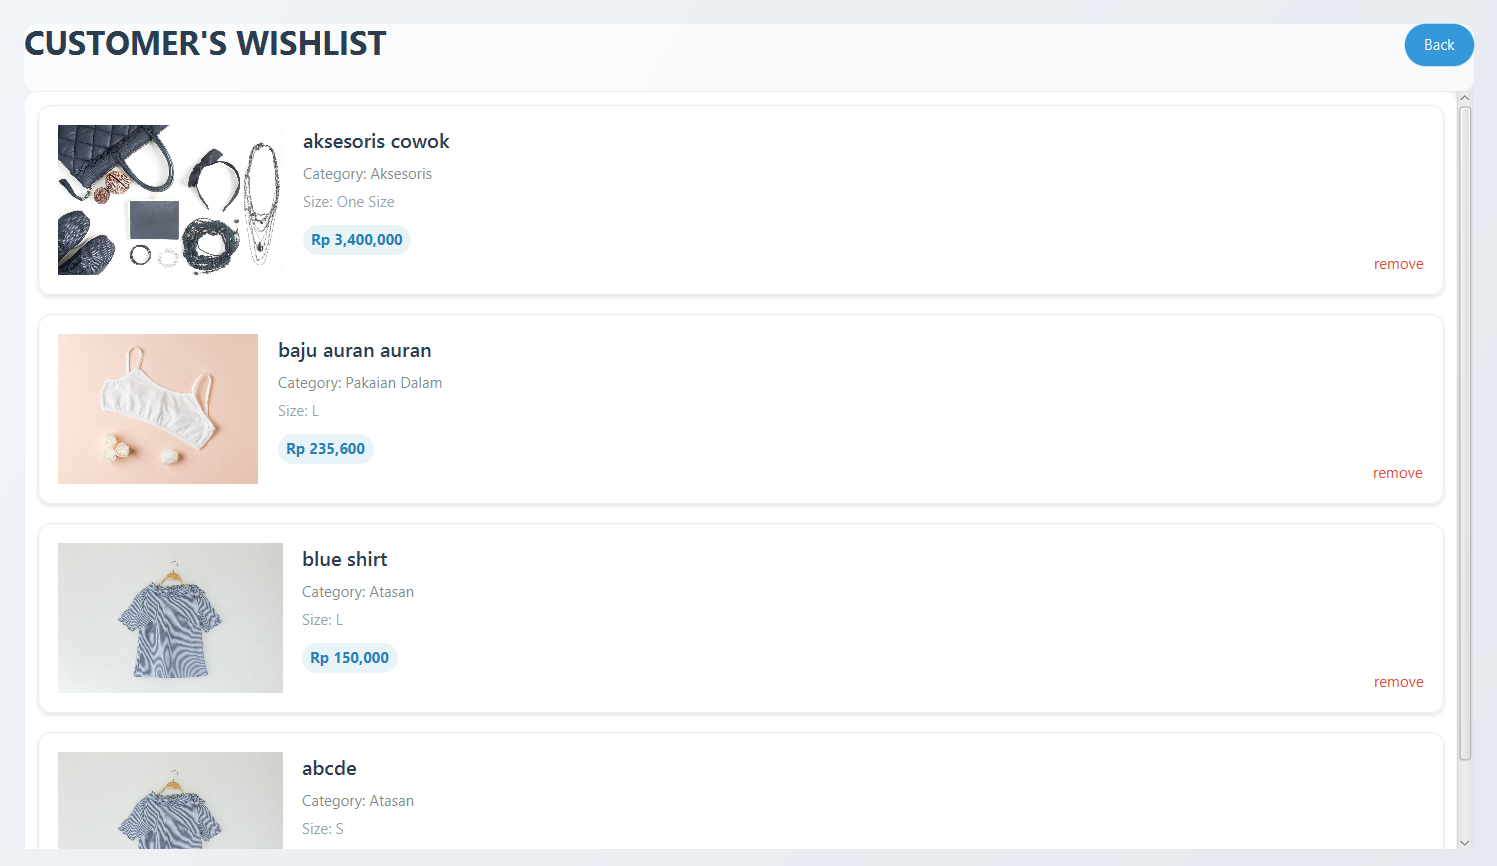 CUSTOMER'S WISHLIST
Back
aksesoris cowok
Category: Aksesoris
Size: One Size
Rp 3,400,000
remove
baju auran auran
Category: Pakaian Dalam
Size: L
Rp 235,600
remove
blue shirt
Category: Atasan
Size: L
Rp 150,000
remove
abcde
Category: Atasan
Size: S